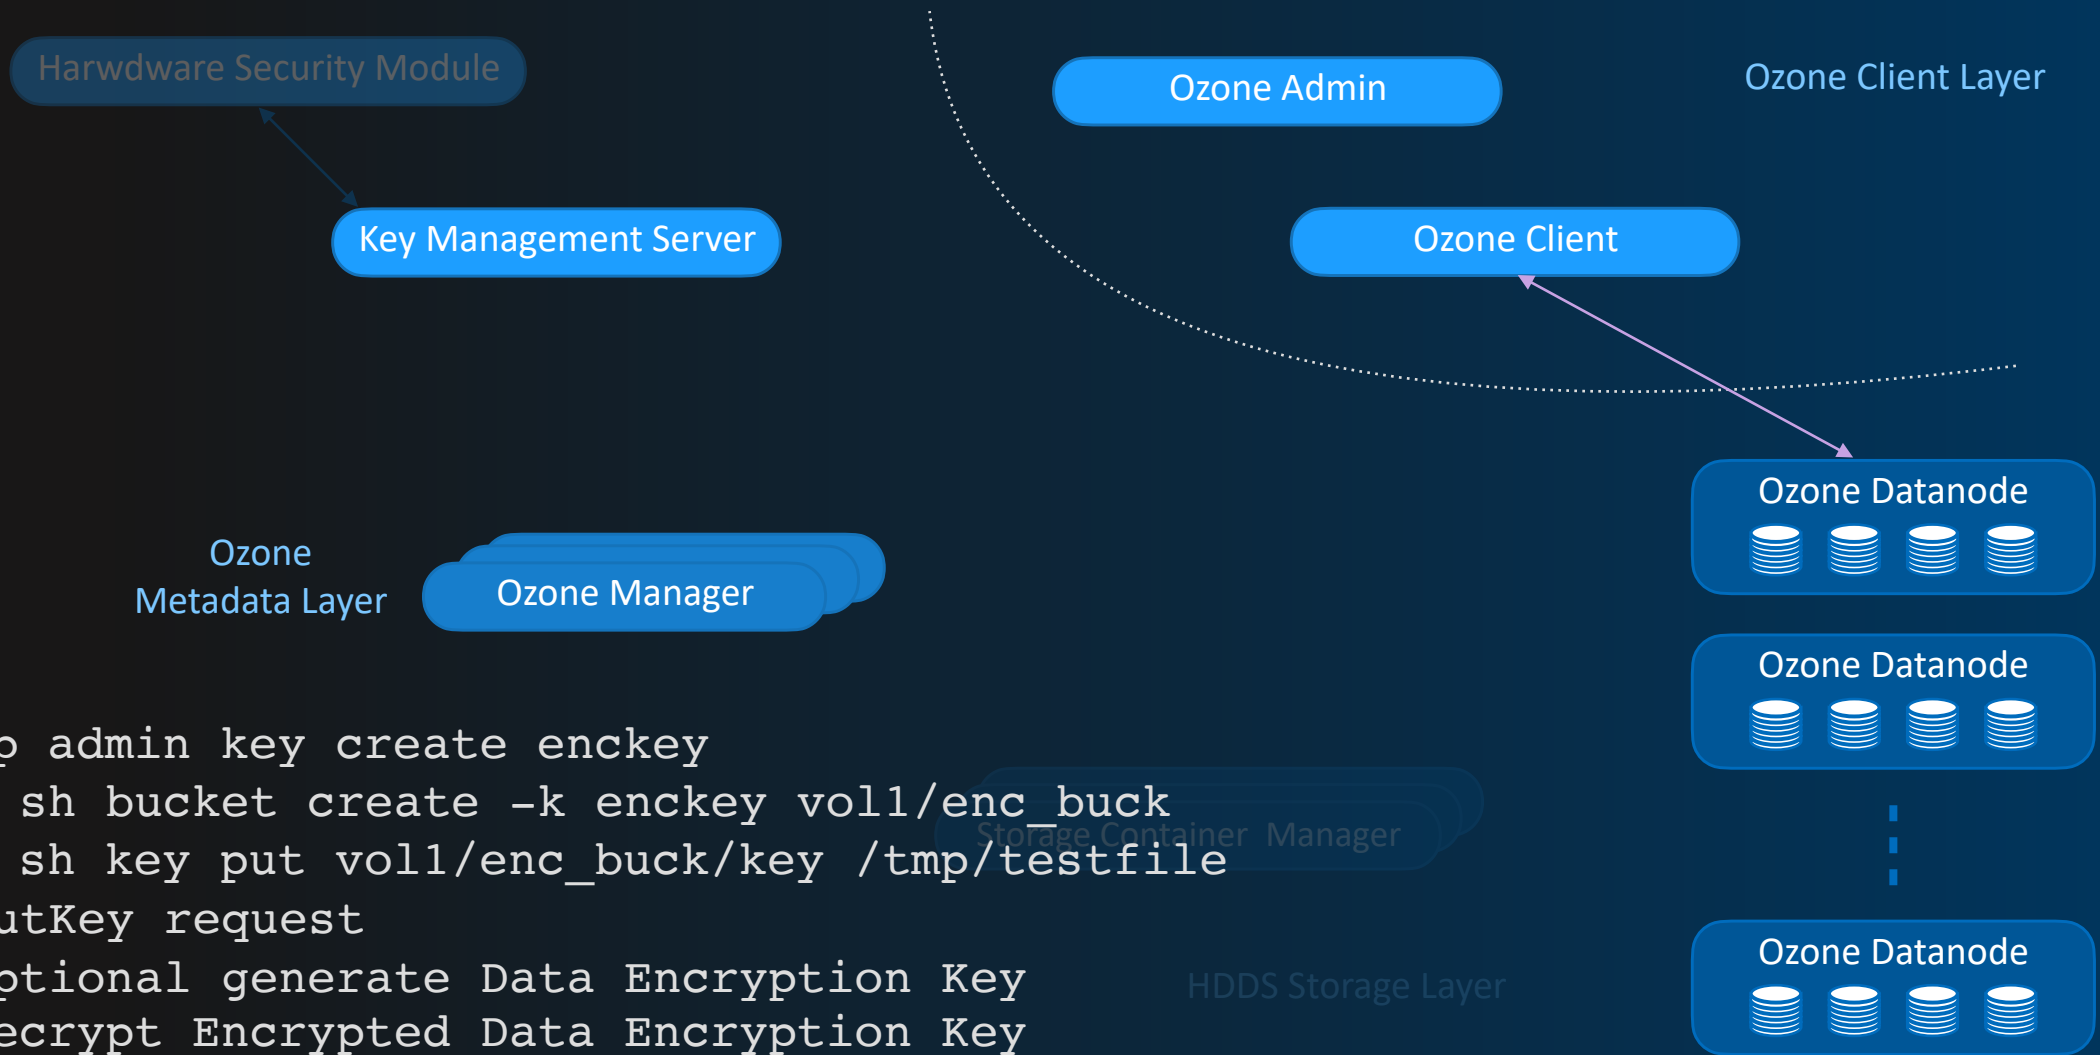 Harwdware Security Module
Ozone Admin
Ozone Client Layer
Key Management Server
Ozone Client
Ozone Datanode
Ozone
Metadata Layer
Ozone Manager
Ozone Datanode
p admin key create enckey
sh bucket create -k enckey vol1/enc_buck
Storage Container Manager
sh key put vol1/enc_buck/key /tmp/testfile
utKey request
Ozone Datanode
ptional generate Data Encryption Key
HDDS Storage Layer
ecrypt Encrypted Data Encryption Key